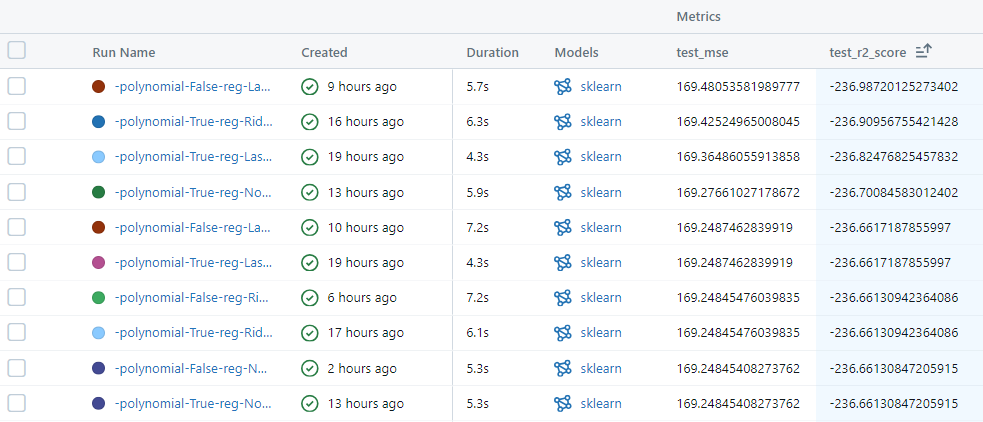 Metrics
Run Name Created Duration Models test_mse test_r2_score
-polynomial-False-reg-La... 9 hours ago 5.7s sklearn 169.48053581989777 -236.98720125273402
-polynomial-True-reg-Rid... 16 hours ago 6.3s sklearn 169.42524965008045 -236.90956755421428
-polynomial-True-reg-Las... 19 hours ago 4.3s sklearn 169.36486055913858 -236.82476825457832
-polynomial-True-reg-No... 13 hours ago 5.9s sklearn 169.27661027178672 -236.70084583012402
-polynomial-False-reg-La... 10 hours ago 7.2s sklearn 169.2487462839919 -236.6617187855997
-polynomial-True-reg-Las... 19 hours ago 4.3s sklearn 169.2487462839919 -236.6617187855997
-polynomial-False-reg-Ri... 6 hours ago 7.2s sklearn 169.24845476039835 -236.66130942364086
-polynomial-True-reg-Rid... 17 hours ago 6.1s sklearn 169.24845476039835 -236.66130942364086
-polynomial-False-reg-N... 2 hours ago 5.3s sklearn 169.24845408273762 -236.66130847205915
-polynomial-True-reg-No... 13 hours ago 5.3s sklearn 169.24845408273762 -236.66130847205915